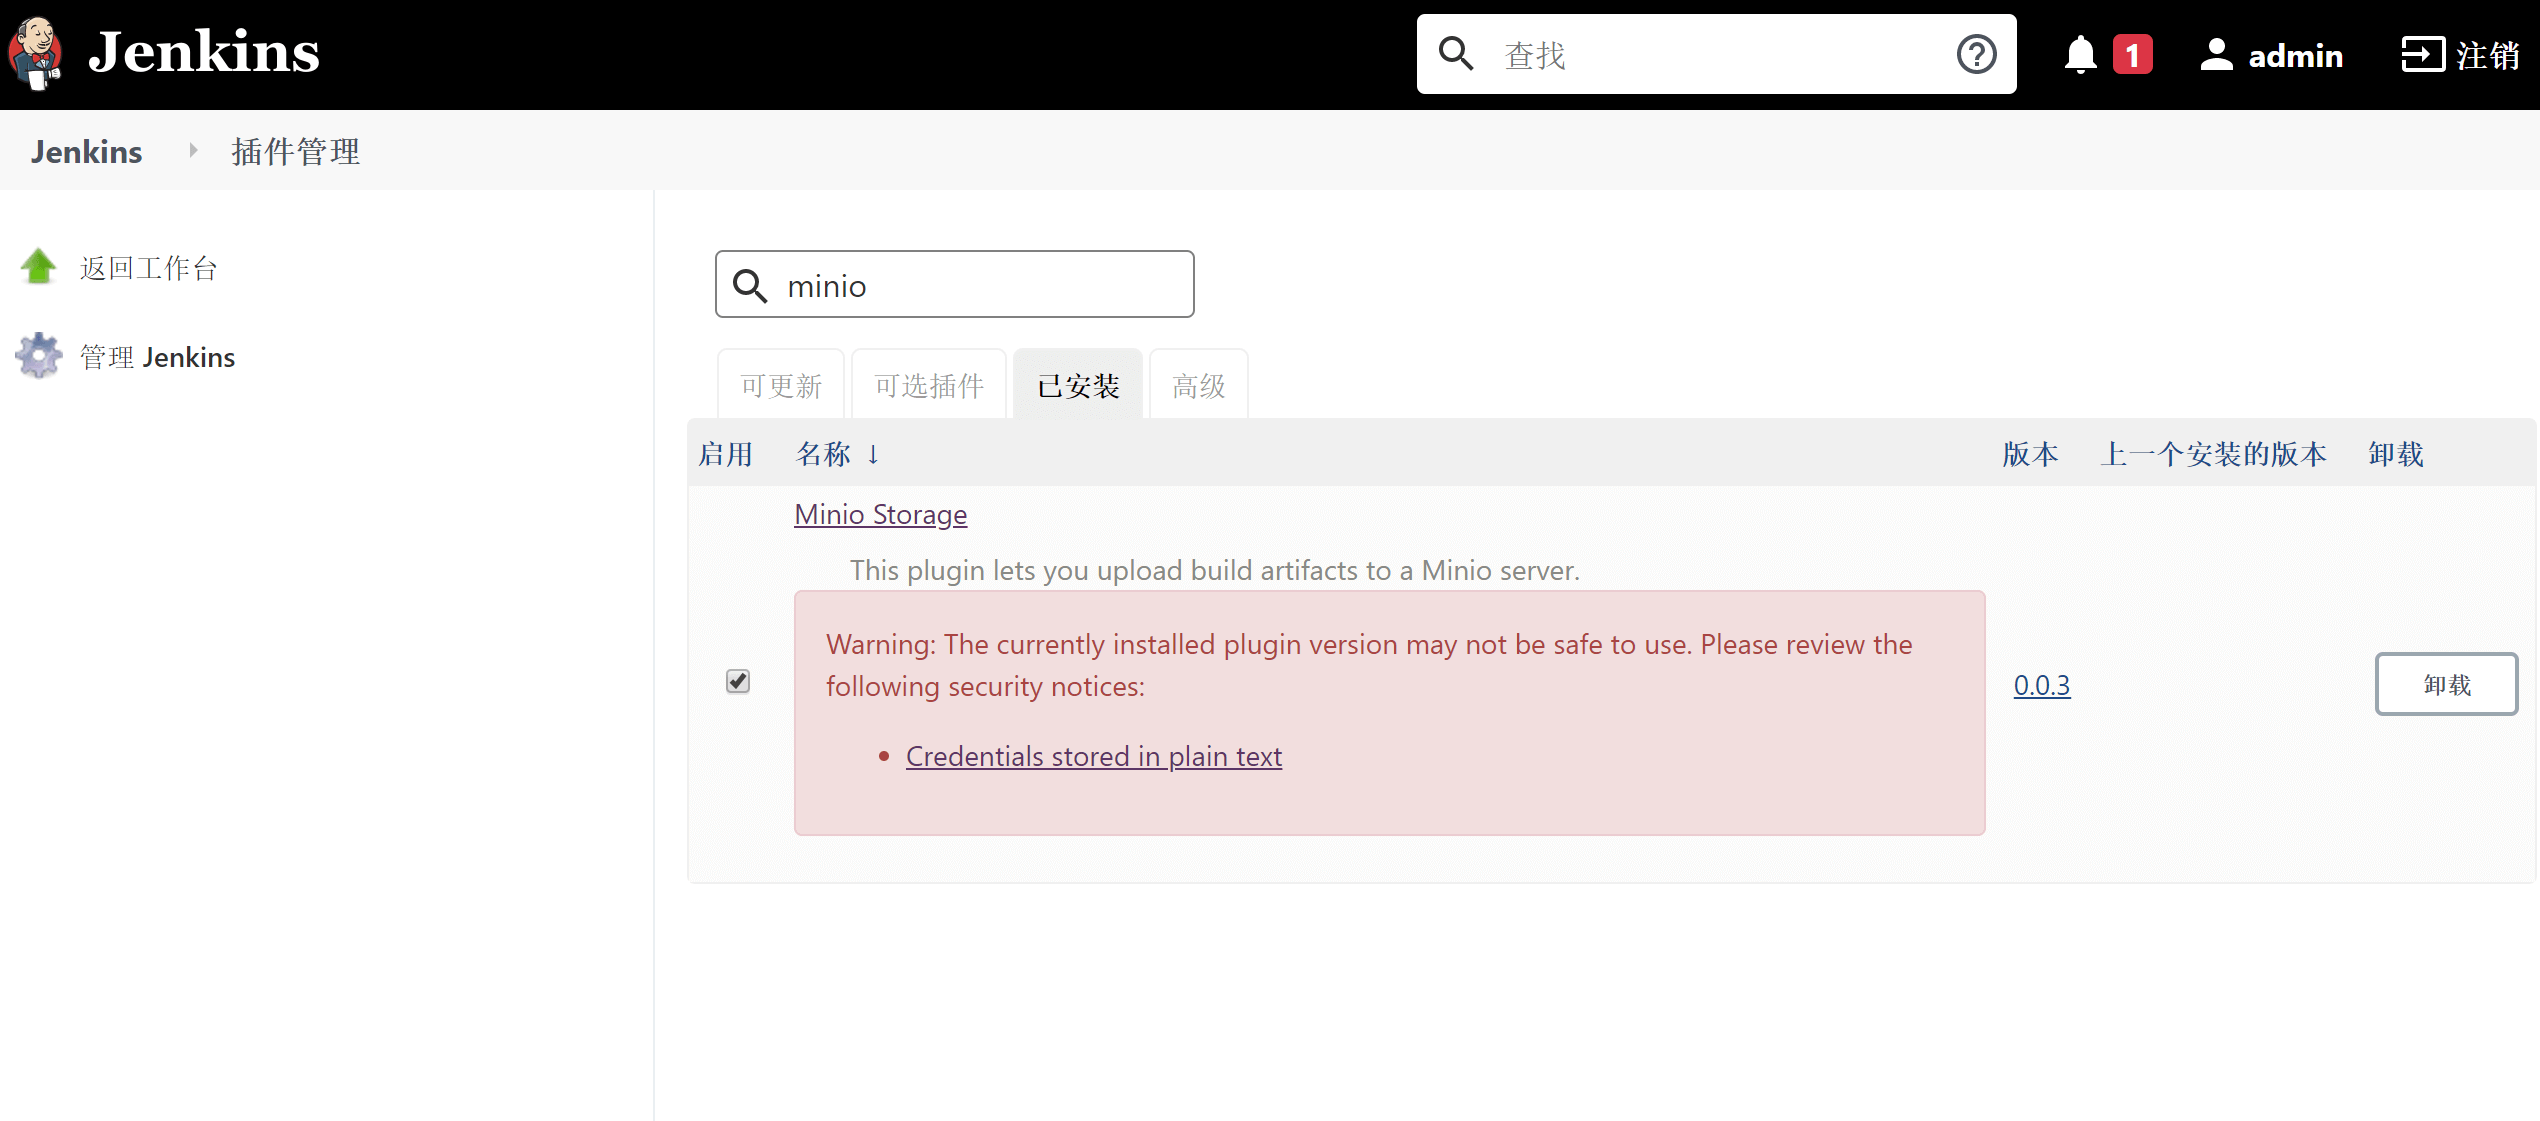 Jenkins
查找
1
admin
注销
Jenkins
插件管理
返回工作台
管理 Jenkins
minio
可更新
可选插件
已安装
高级
启用
名称 ↓
版本
上一个安装的版本
卸载
Minio Storage
This plugin lets you upload build artifacts to a Minio server.
Warning: The currently installed plugin version may not be safe to use. Please review the
following security notices:
Credentials stored in plain text
0.0.3
卸载